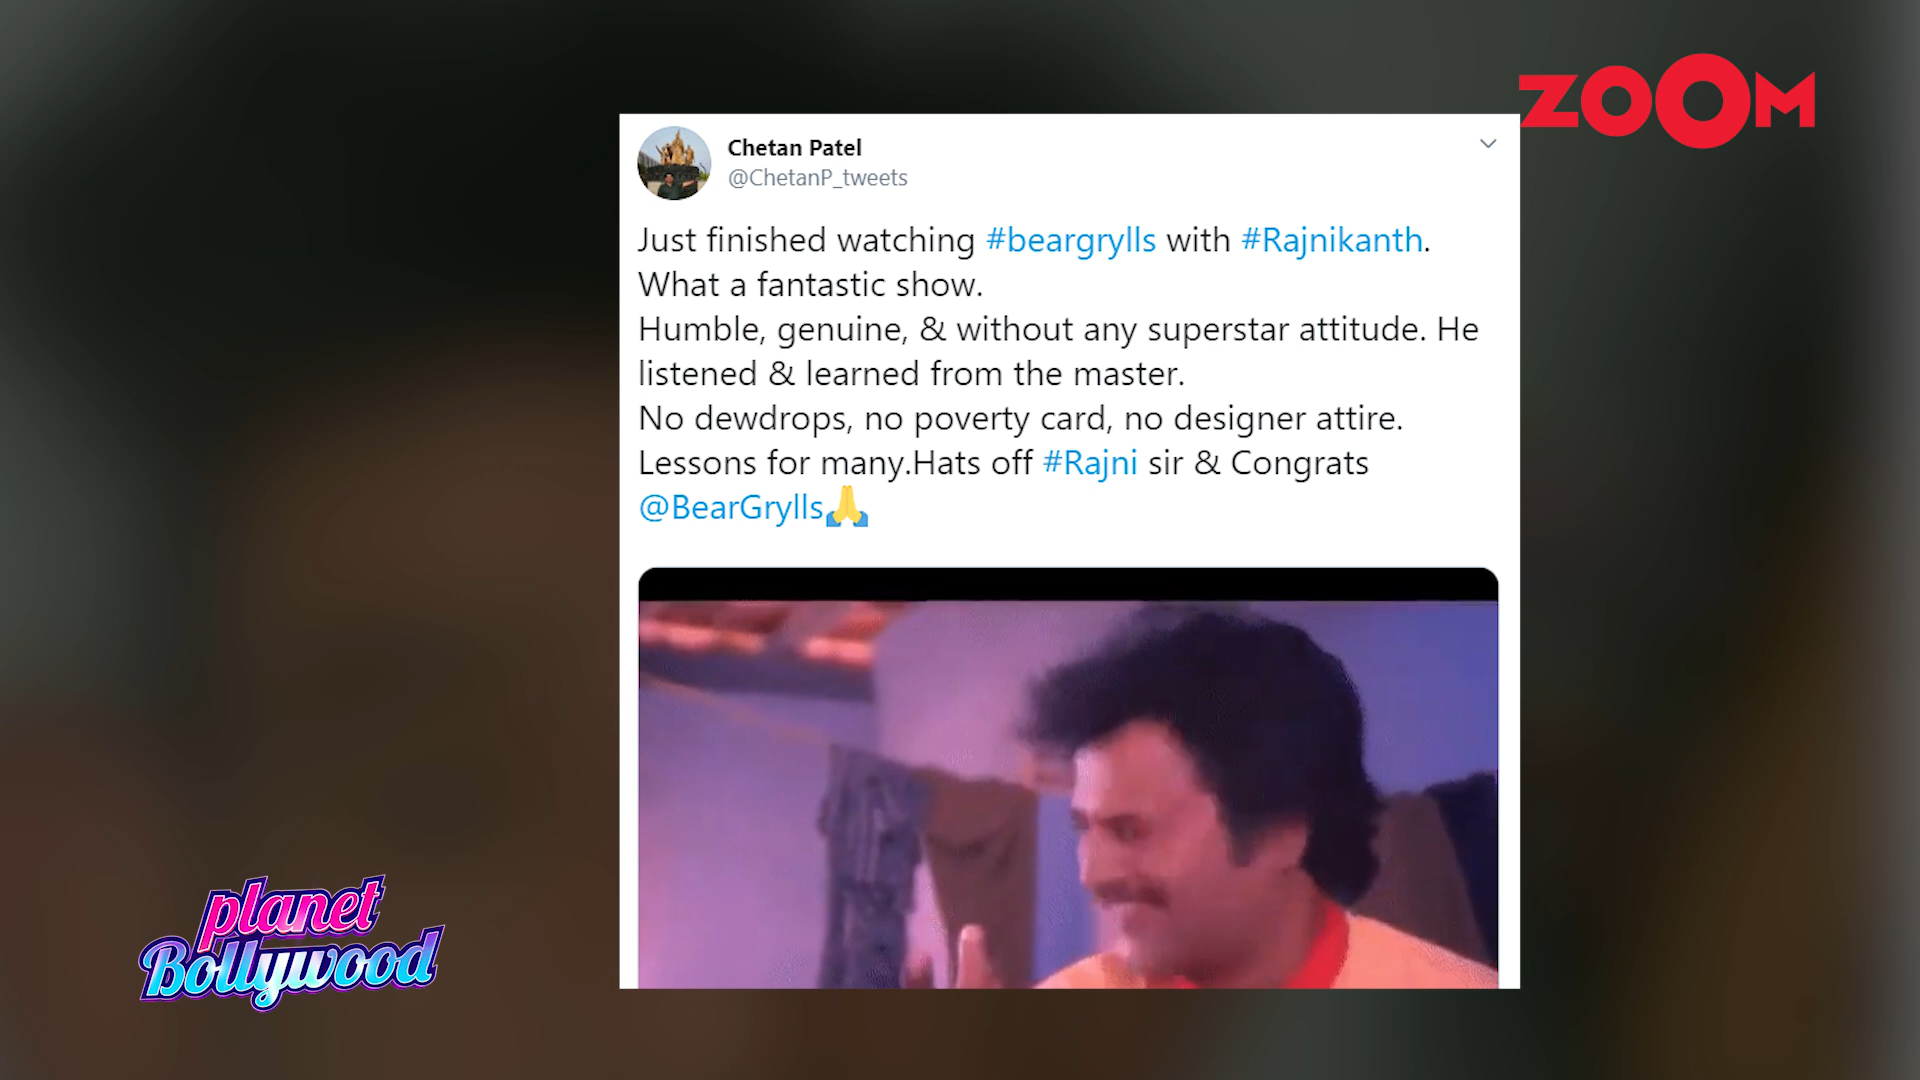 ZOOM
Chetan Patel
@ChetanP_tweets
Just finished watching #beargrylls with #Rajnikanth.
What a fantastic show.
Humble, genuine, & without any superstar attitude. He
listened & learned from the master.
No dewdrops, no poverty card, no designer attire.
Lessons for many.Hats off #Rajni sir & Congrats
@BearGrylls🙏
planet
Bollywood